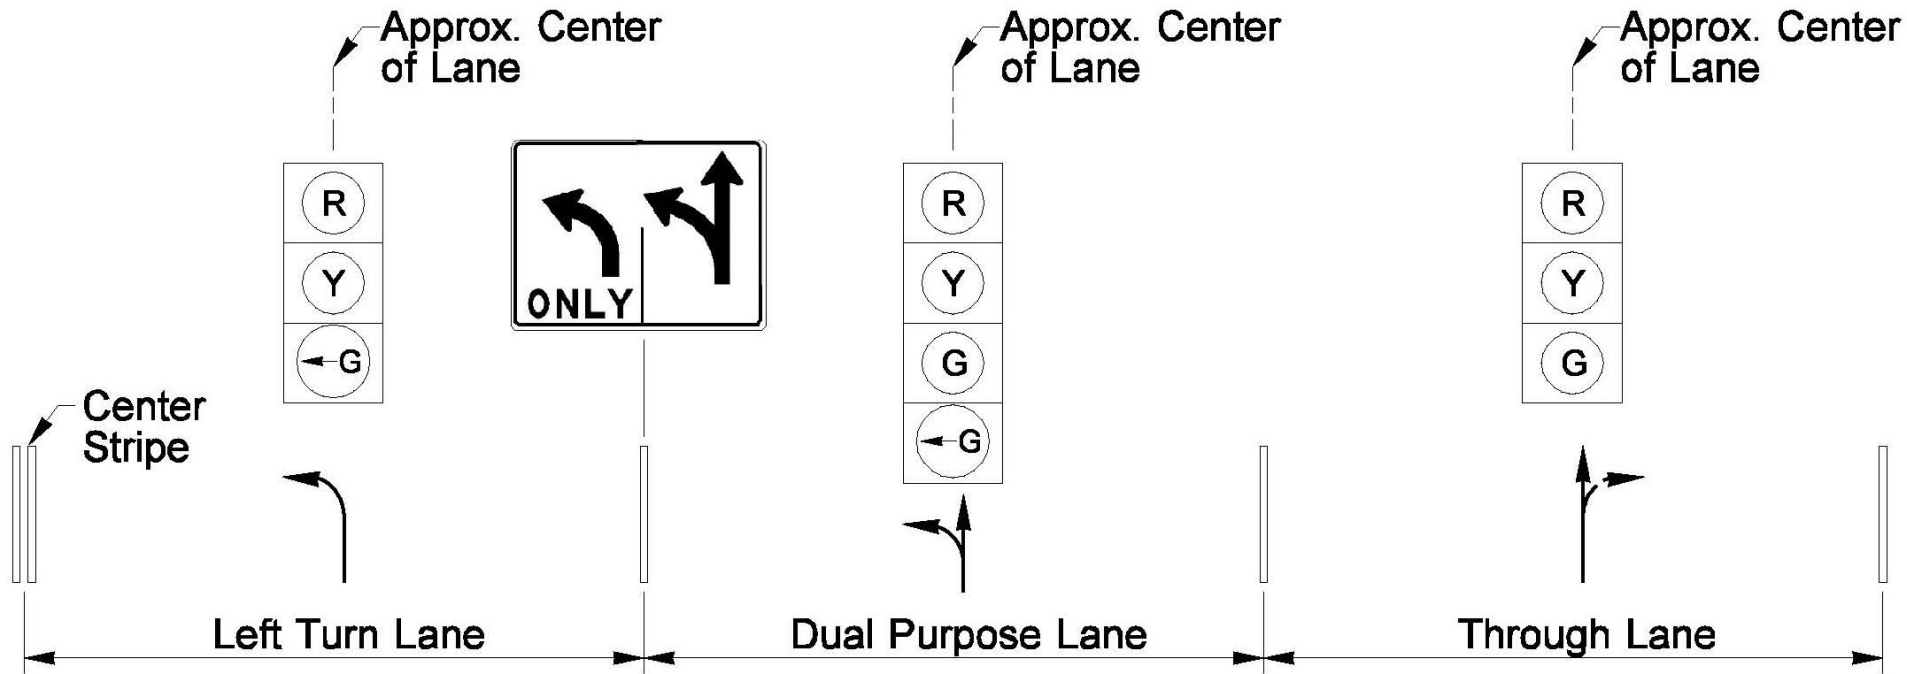 Approx. Center
of Lane
Approx. Center
of Lane
Approx. Center
of Lane
R
Y
G
ONLY
R
Y
G
G
R
Y
G
Center
Stripe
Left Turn Lane
Dual Purpose Lane
Through Lane